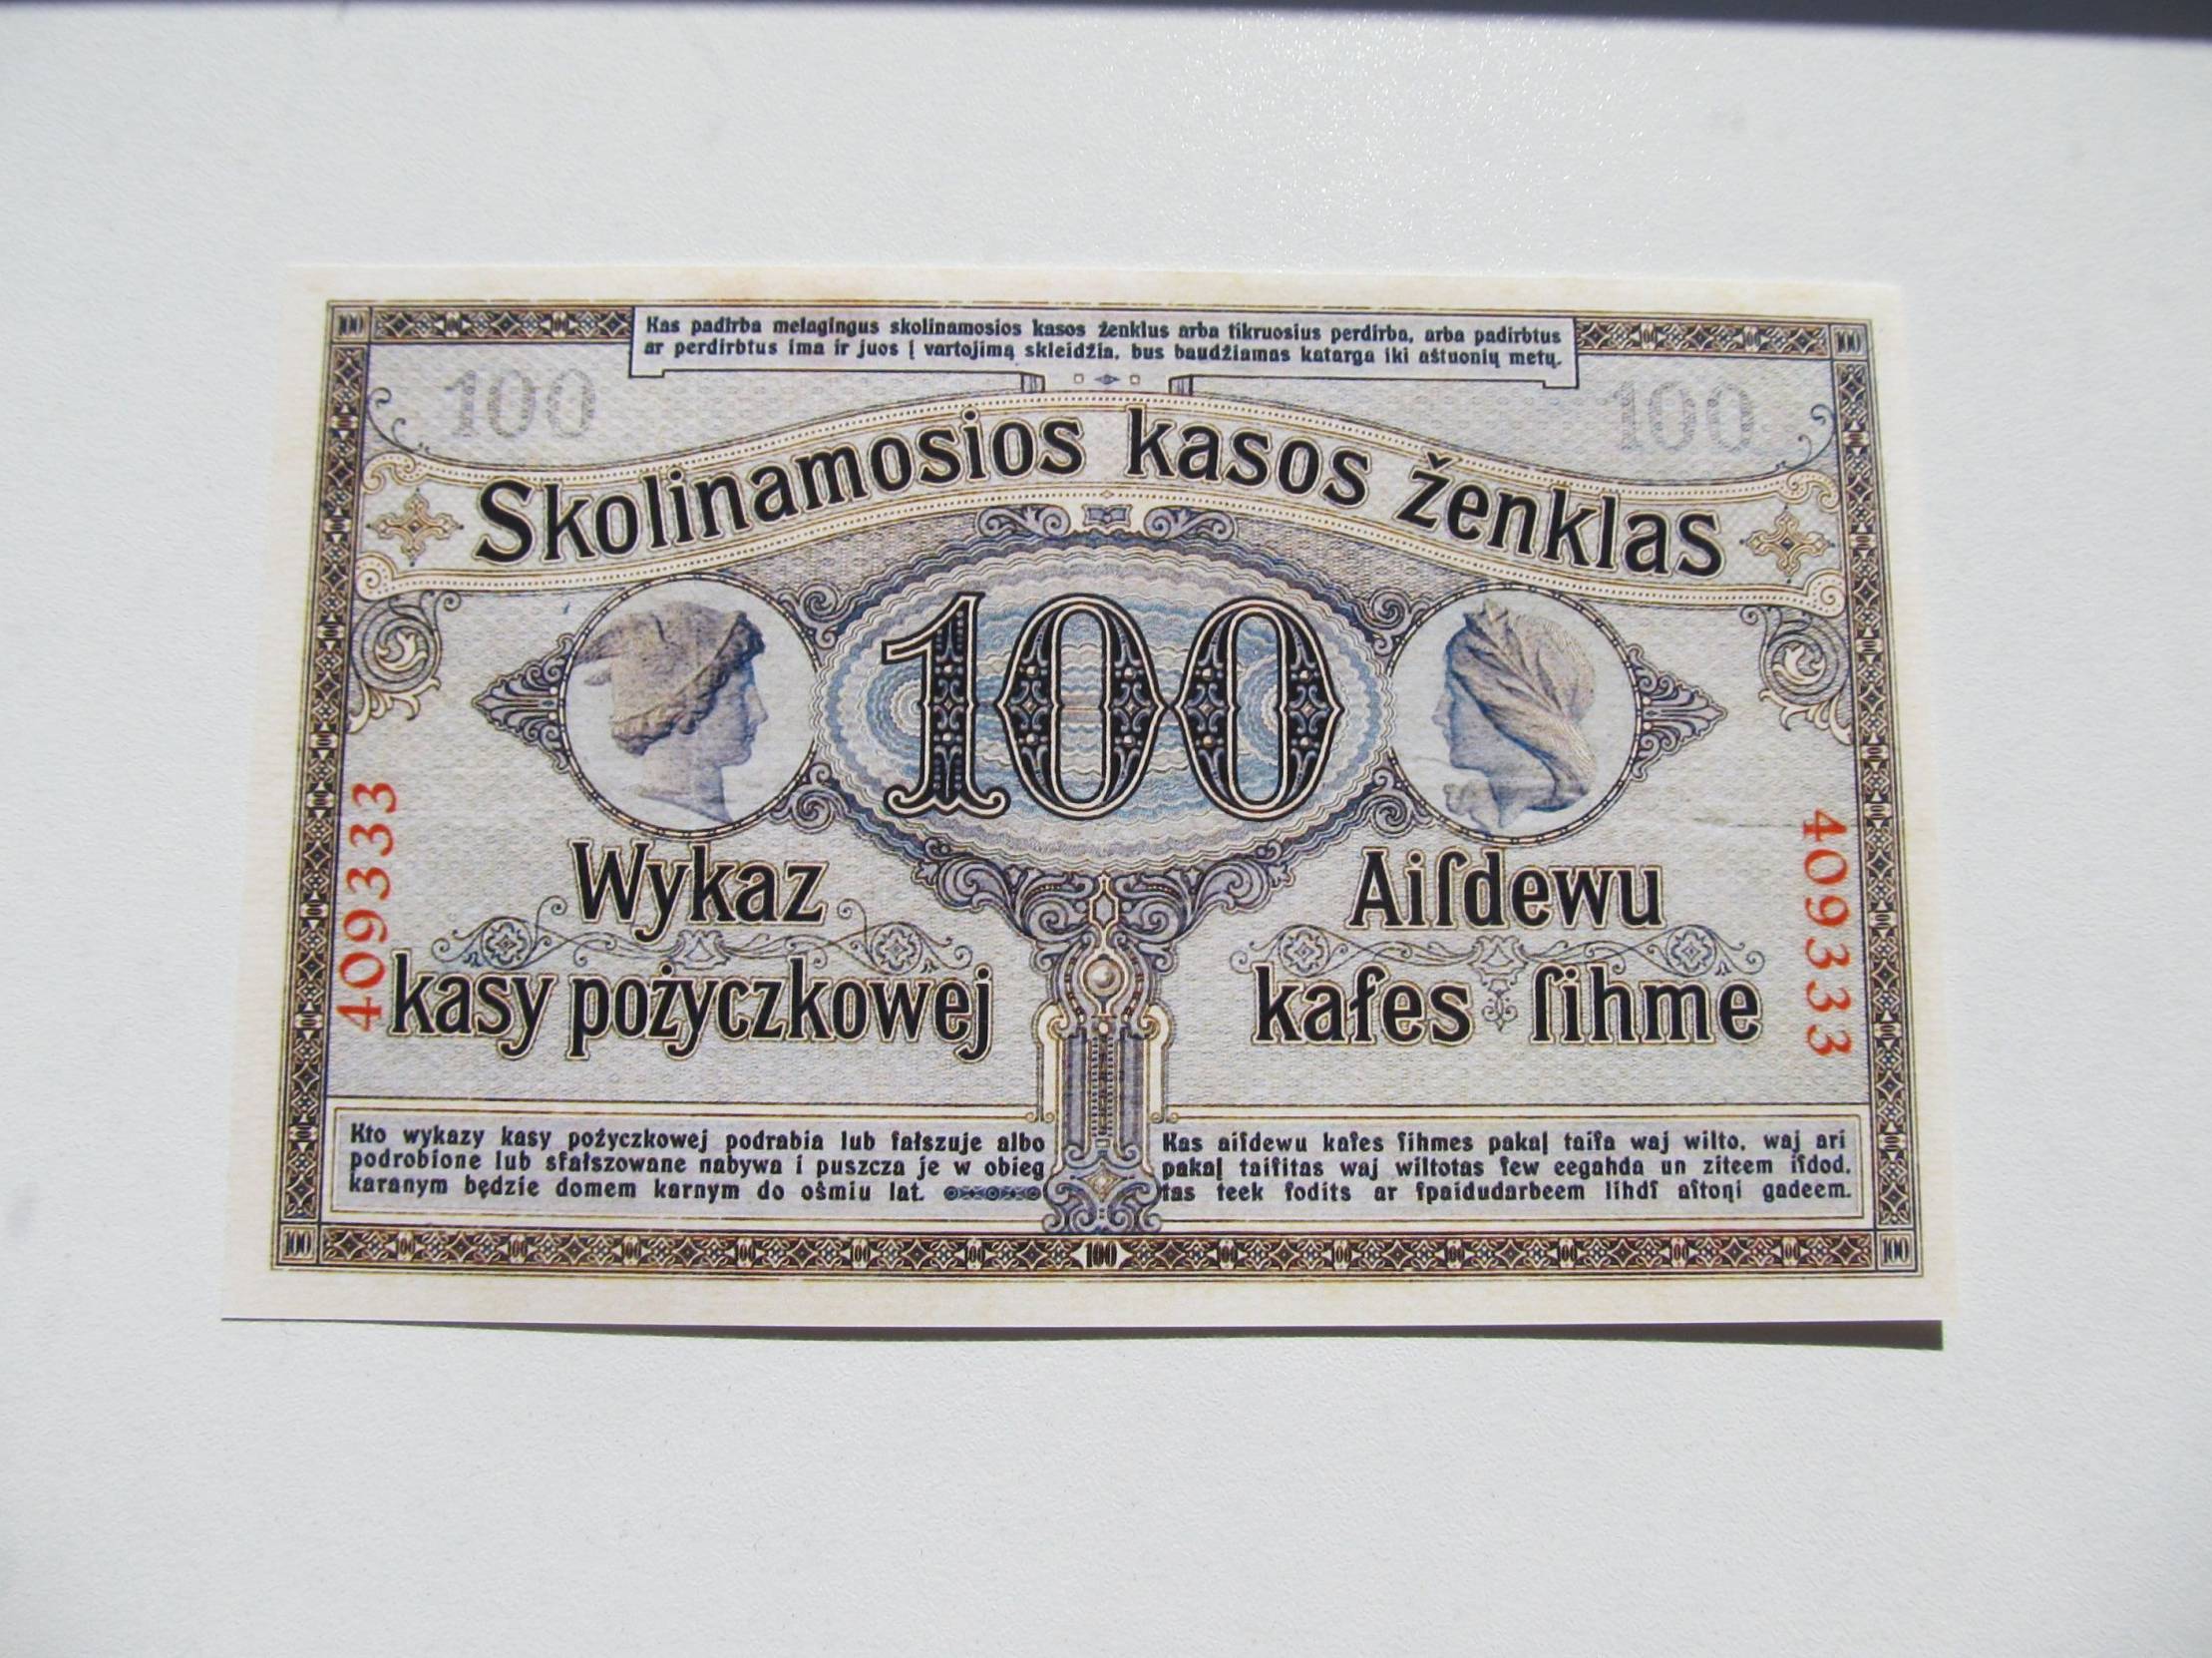 Kas padirba melagingus skolinamosios kasos ženklus arba tikruosius perdirba, arba padirbtus
ar perdirbtus ima ir juos į vartojimą skleidžia, bus baudžiamas katarga iki aštuonių metų.
100
100
Skolinamosios kasos ženklas
100
Wykaz
kasy pożyczkowej
Aiſdewu
kaſes ſihme
409333
409333
Kto wykazy kasy pożyczkowej podrabia lub fałszuje albo
podrobione lub sfałszowane nabywa i puszcza je w obieg
karanym będzie domem karnym do ośmiu lat.
Kas aiſdewu kaſes ſihmes pakaļ taiſa waj wilto, waj ari
pakaļ taiſitas waj wiltotas ſew eegahda un ziteem iſdod,
tas teek ſodits ar ſpaidudarbeem lihdſ aſtoņi gadeem.
100
100
100
100
100